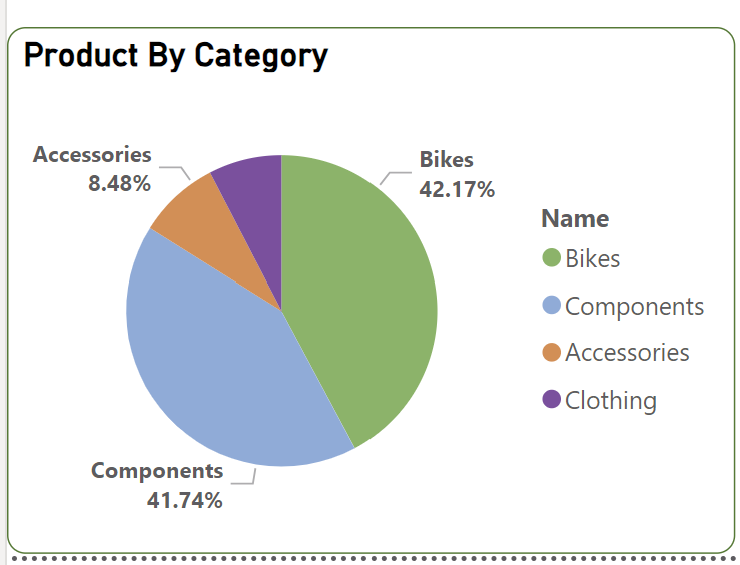 Product By Category
Accessories
8.48%
Bikes
42.17%
Components
41.74%
Name
Bikes
Components
Accessories
Clothing